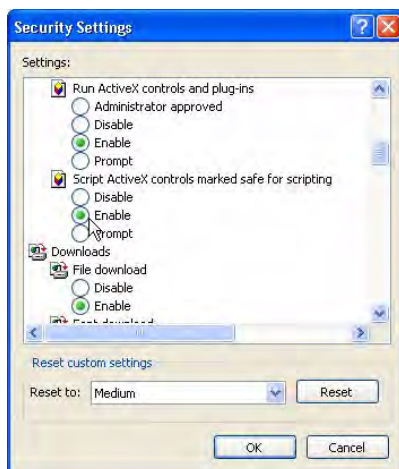 Security Settings
Settings:
Run ActiveX controls and plug-ins
Administrator approved
Disable
Enable
Prompt
Script ActiveX controls marked safe for scripting
Disable
Enable
Prompt
Downloads
File download
Disable
Enable
Font download
Reset custom settings
Reset to: Medium Reset
OK Cancel